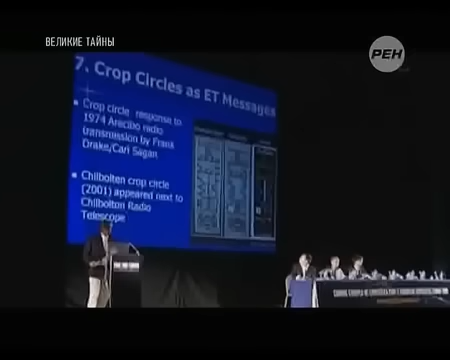 ВЕЛИКИЕ ТАЙНЫ
РЕН
7. Crop Circles as ET Messages
Crop circle response to
1974 Arecibo radio
transmission by Frank
Drake/Carl Sagan
Chilbolten crop circle
(2001) appeared next to
Chilbolton Radio
Telescope